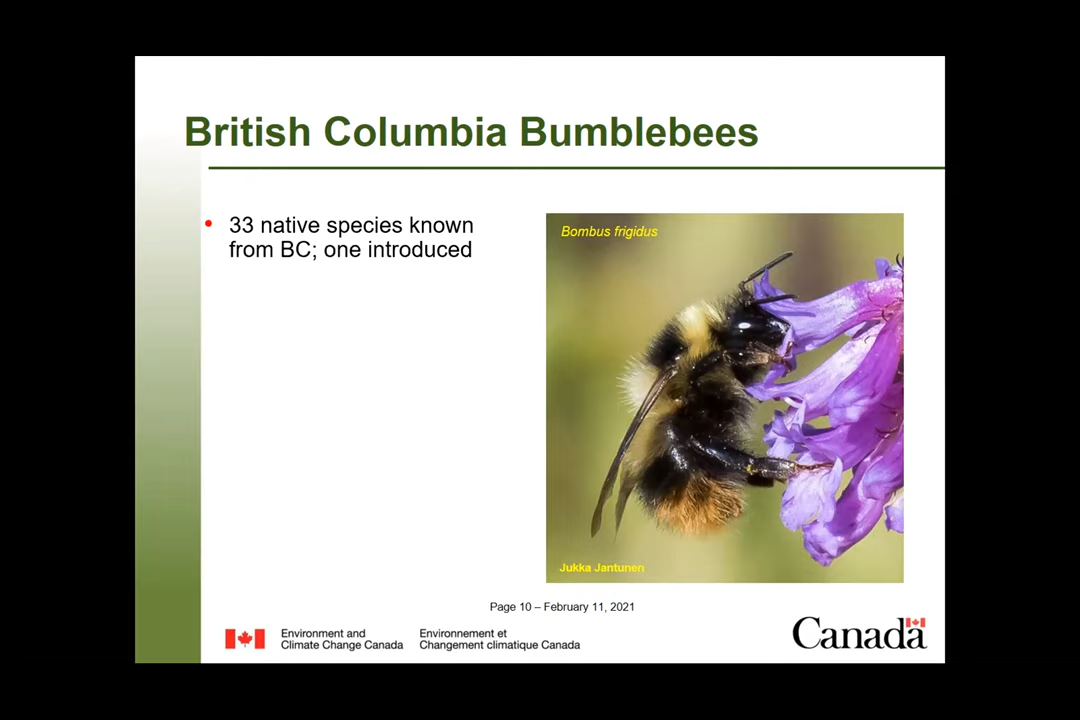 British Columbia Bumblebees
• 33 native species known
from BC; one introduced
Bombus frigidus
Jukka Jantunen
Page 10 – February 11, 2021
Environment and
Climate Change Canada
Environnement et
Changement climatique Canada
Canada